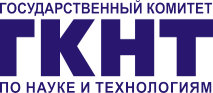 ГОСУДАРСТВЕННЫЙ КОМИТЕТ
ГКНТ
ПО НАУКЕ И ТЕХНОЛОГИЯМ